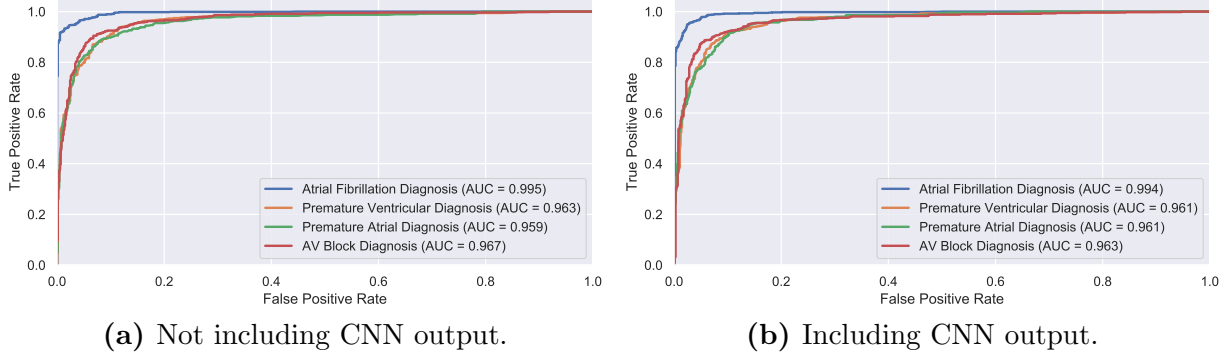 1.0
0.8
0.6
0.4
0.2
0.0
True Positive Rate
Atrial Fibrillation Diagnosis (AUC = 0.995)
Premature Ventricular Diagnosis (AUC = 0.963)
Premature Atrial Diagnosis (AUC = 0.959)
AV Block Diagnosis (AUC = 0.967)
0.0 0.2 0.4 0.6 0.8 1.0
False Positive Rate
(a) Not including CNN output.
1.0
0.8
0.6
0.4
0.2
0.0
True Positive Rate
Atrial Fibrillation Diagnosis (AUC = 0.994)
Premature Ventricular Diagnosis (AUC = 0.961)
Premature Atrial Diagnosis (AUC = 0.961)
AV Block Diagnosis (AUC = 0.963)
0.0 0.2 0.4 0.6 0.8 1.0
False Positive Rate
(b) Including CNN output.